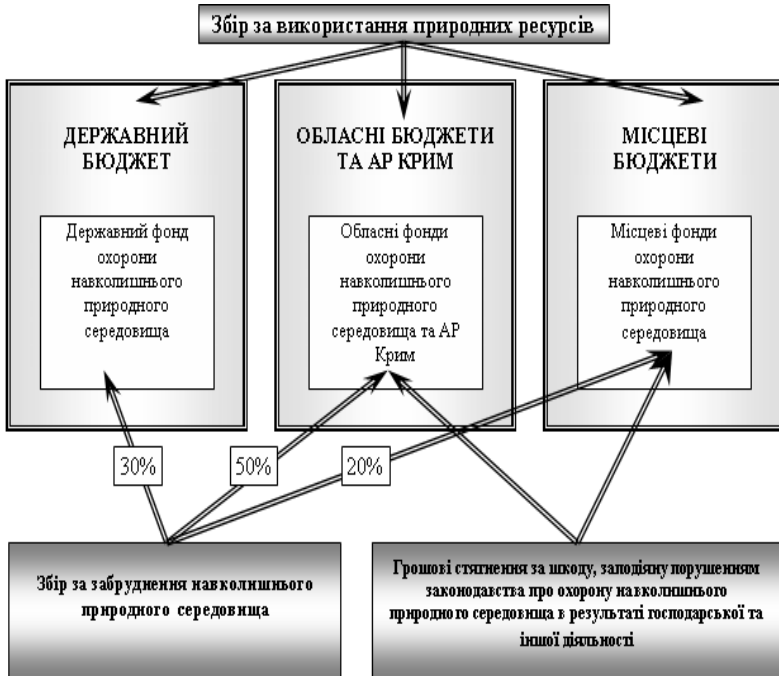 Збір за використання природних ресурсів
ДЕРЖАВНИЙ
БЮДЖЕТ
Державний фонд
охорони
навколишнього
природного
середовища
ОБЛАСНІ БЮДЖЕТИ
ТА АР КРИМ
Обласні фонди
охорони
навколишнього
природного
середовища та АР
Крим
МІСЦЕВІ
БЮДЖЕТИ
Місцеві фонди
охорони
навколишнього
природного
середовища
30%
50%
20%
Збір за забруднення навколишнього
природного середовища
Грошові стягнення за шкоду, заподіяну порушенням
законодавства про охорону навколишнього
природного середовища в результаті господарської та
іншої діяльності